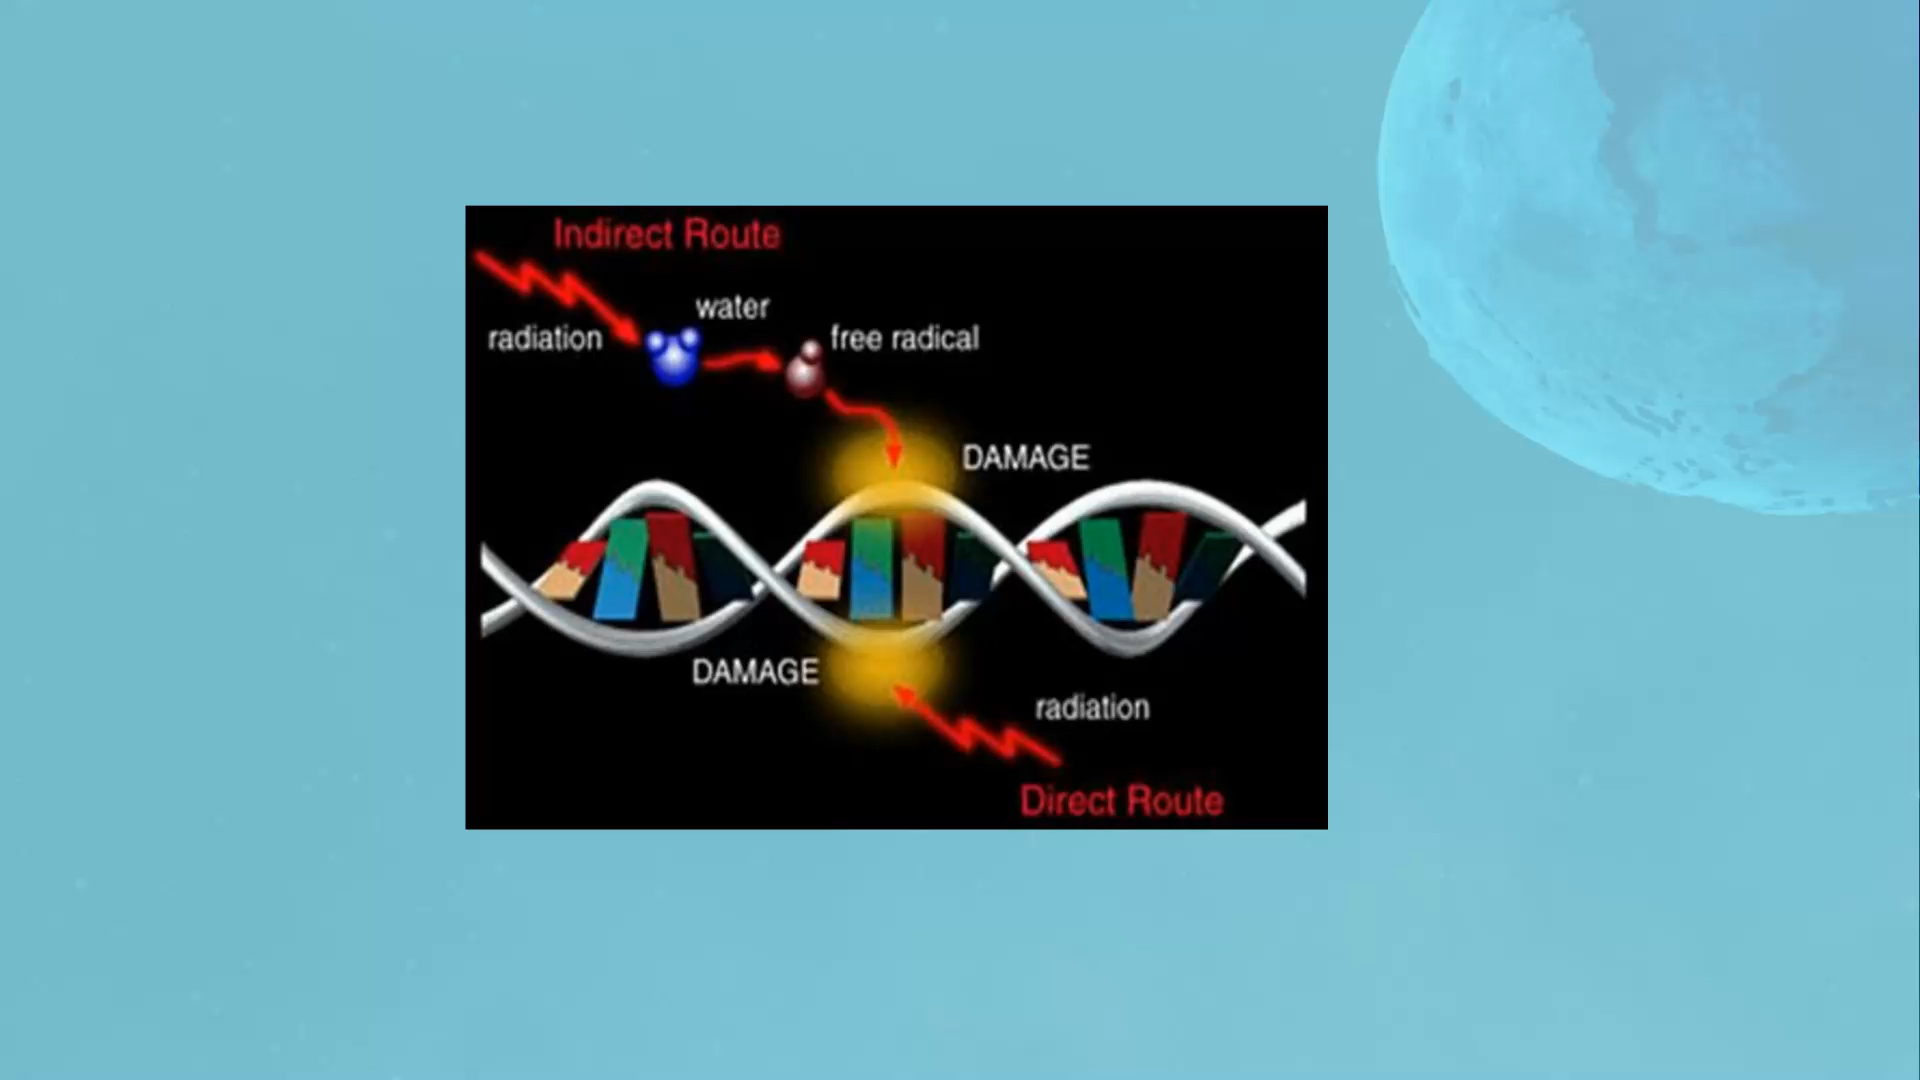 Indirect Route
water
radiation
free radical
DAMAGE
DAMAGE
radiation
Direct Route